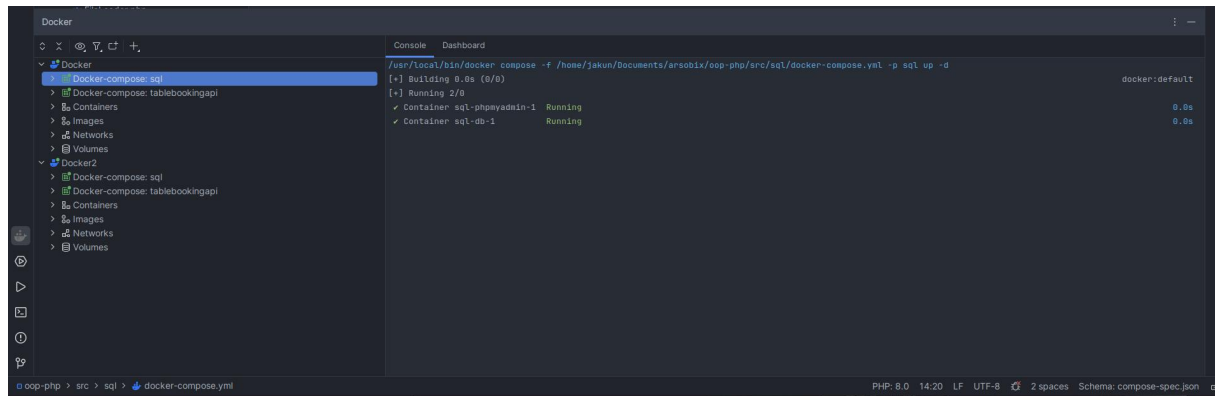 Docker
Console Dashboard
Docker
Docker-compose: sql
Docker-compose: tablebookingapi
Containers
Images
Networks
Volumes
Docker2
Docker-compose: sql
Docker-compose: tablebookingapi
Containers
Images
Networks
Volumes
/usr/local/bin/docker compose -f /home/jakun/Documents/arsobix/oop-php/src/sql/docker-compose.yml -p sql up -d
[+] Building 0.0s (0/0) docker:default
[+] Running 2/0
✔ Container sql-phpmyadmin-1 Running 0.0s
✔ Container sql-db-1 Running 0.0s
oop-php > src > sql > docker-compose.yml PHP: 8.0 14:20 LF UTF-8 2 spaces Schema: compose-spec.json